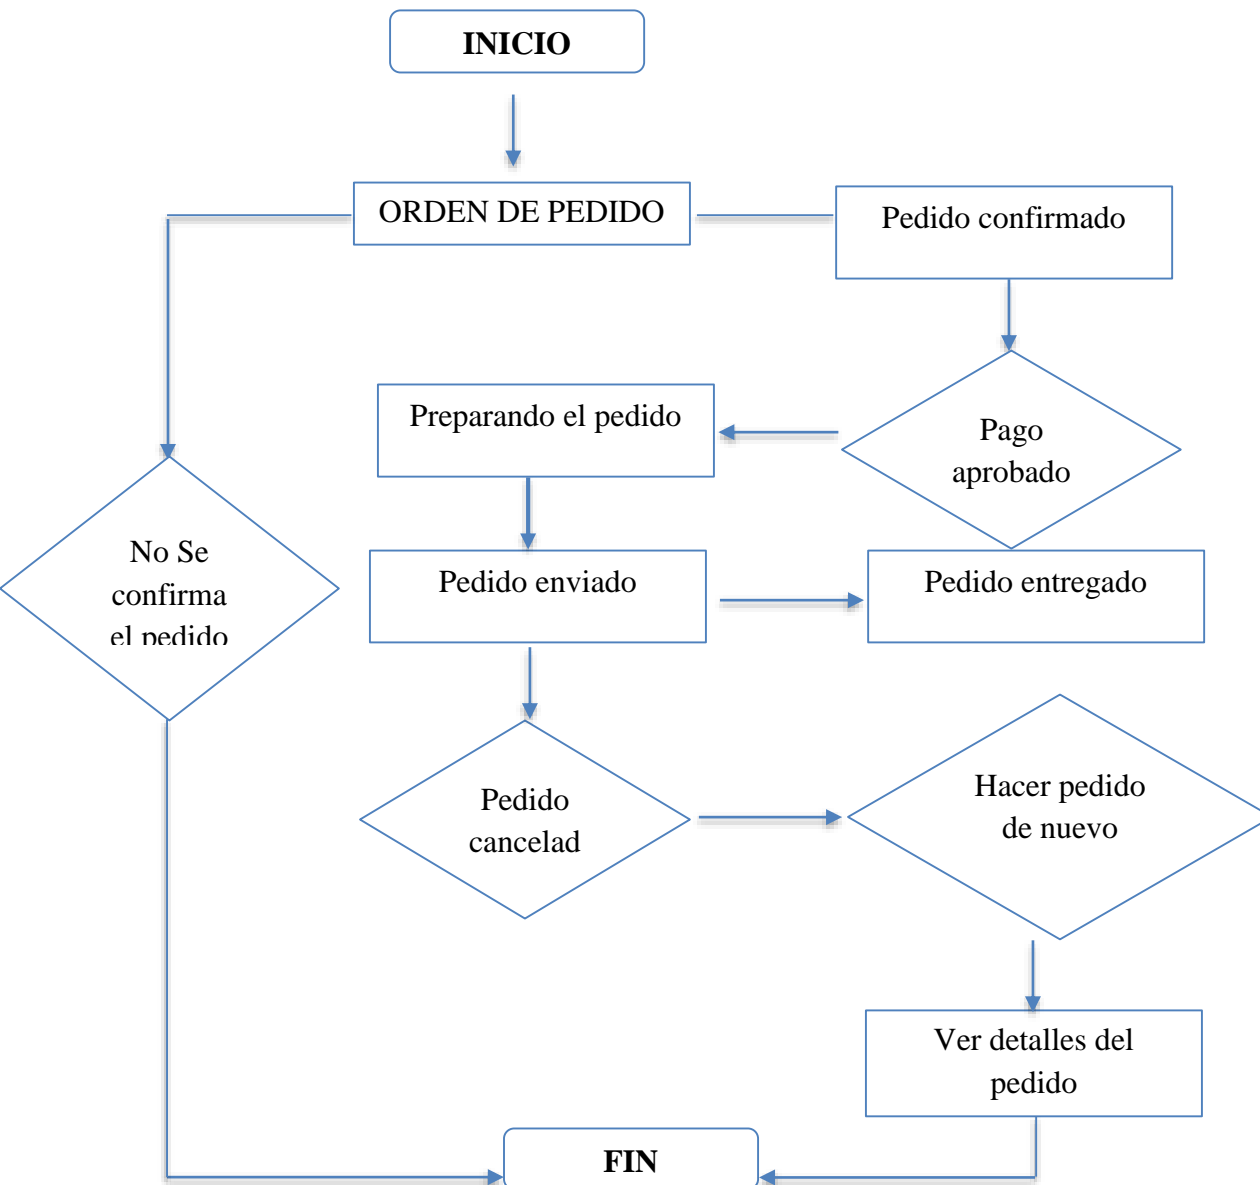 INICIO
ORDEN DE PEDIDO
Pedido confirmado
Preparando el pedido
Pago
aprobado
No Se
confirma
el pedido
Pedido enviado
Pedido entregado
Pedido
cancelad
Hacer pedido
de nuevo
Ver detalles del
pedido
FIN